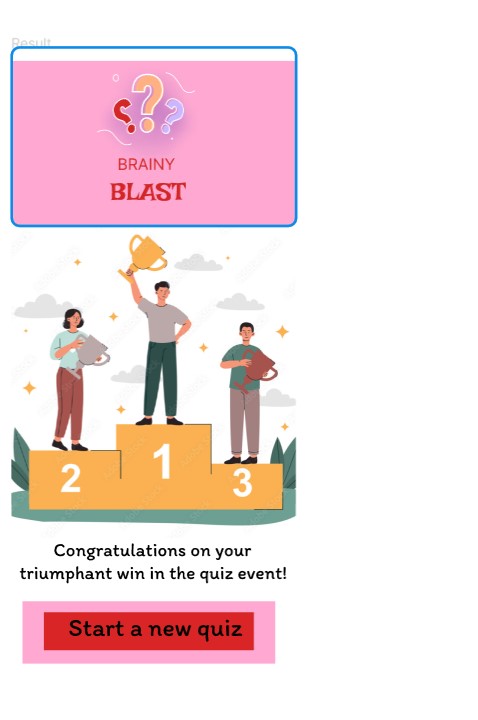 Result
BRAINY
BLAST
1
2
3
Congratulations on your
triumphant win in the quiz event!
Start a new quiz